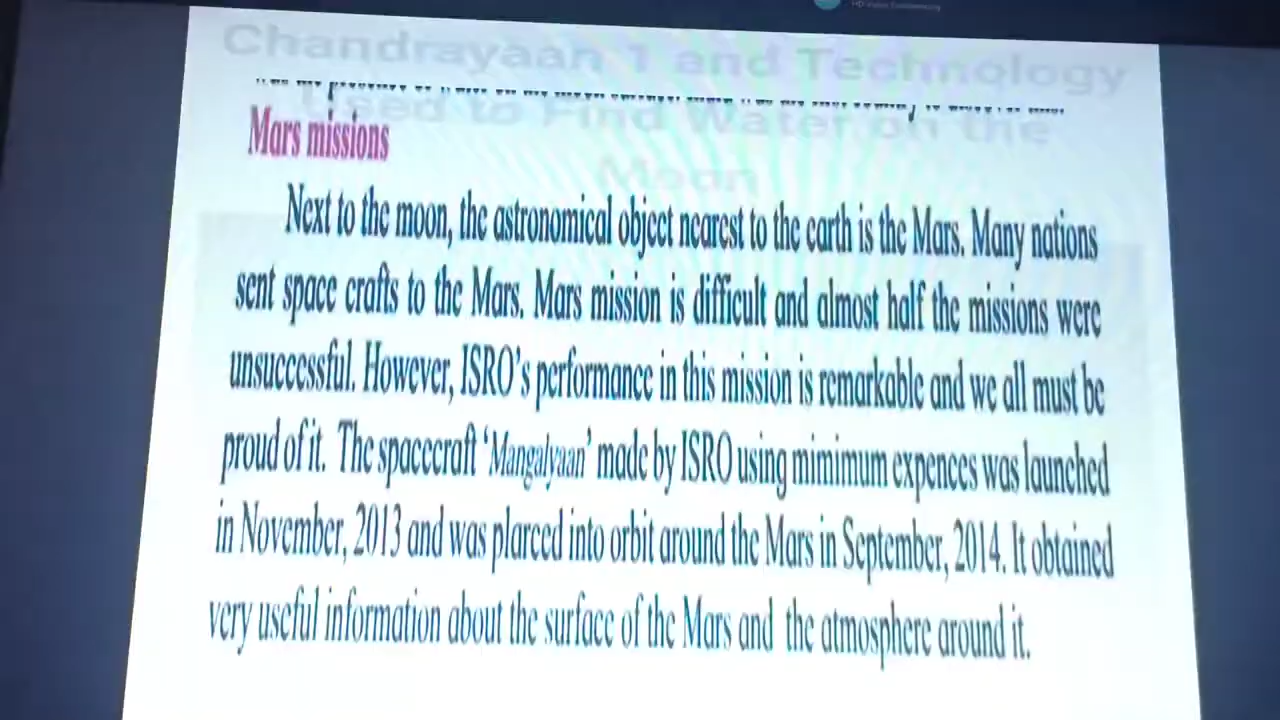 Chandrayaan 1 and Technology
Used to Find Water on the
Moon
Mars missions
Next to the moon, the astronomical object nearest to the earth is the Mars. Many nations
sent space crafts to the Mars. Mars mission is difficult and almost half the missions were
unsuccessful. However, ISRO's performance in this mission is remarkable and we all must be
proud of it. The spacecraft ‘Mangalyaan’ made by ISRO using mimimum expences was launched
in November, 2013 and was plarced into orbit around the Mars in September, 2014. It obtained
very useful information about the surface of the Mars and the atmosphere around it.